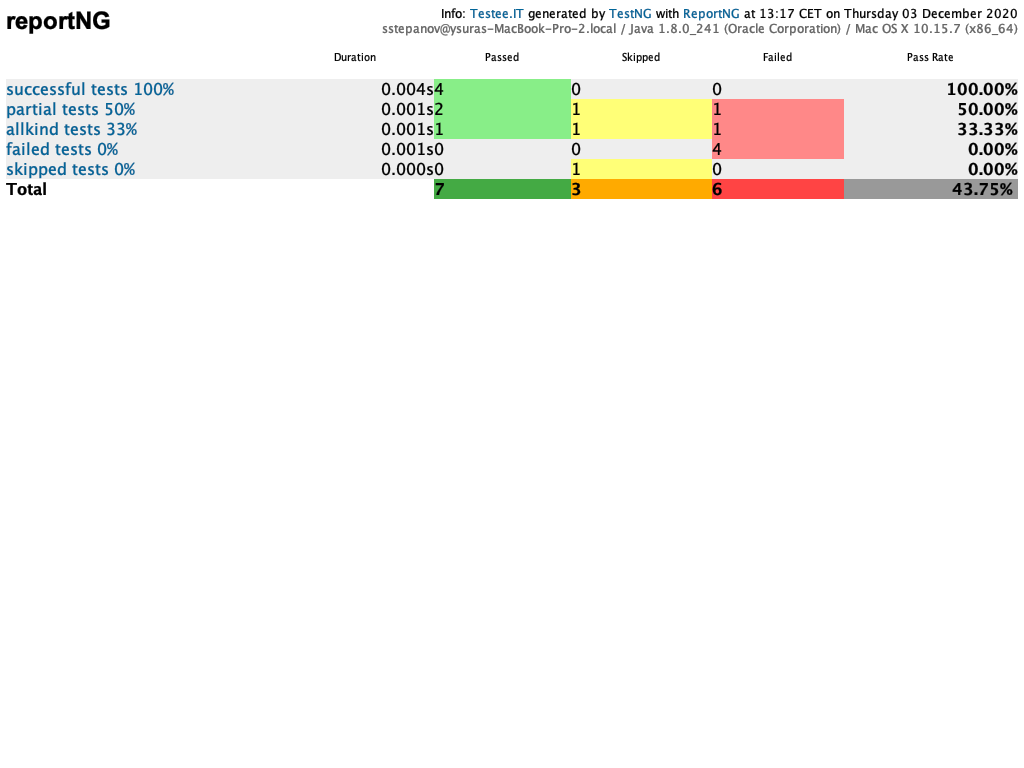 reportNG
Info: Testee.IT generated by TestNG with ReportNG at 13:17 CET on Thursday 03 December 2020
sstepanov@ysuras-MacBook-Pro-2.local / Java 1.8.0_241 (Oracle Corporation) / Mac OS X 10.15.7 (x86_64)
Duration Passed Skipped Failed Pass Rate
successful tests 100% 0.004s 4 0 0 100.00%
partial tests 50% 0.001s 2 1 1 50.00%
allkind tests 33% 0.001s 1 1 1 33.33%
failed tests 0% 0.001s 0 0 4 0.00%
skipped tests 0% 0.000s 0 1 0 0.00%
Total 7 3 6 43.75%